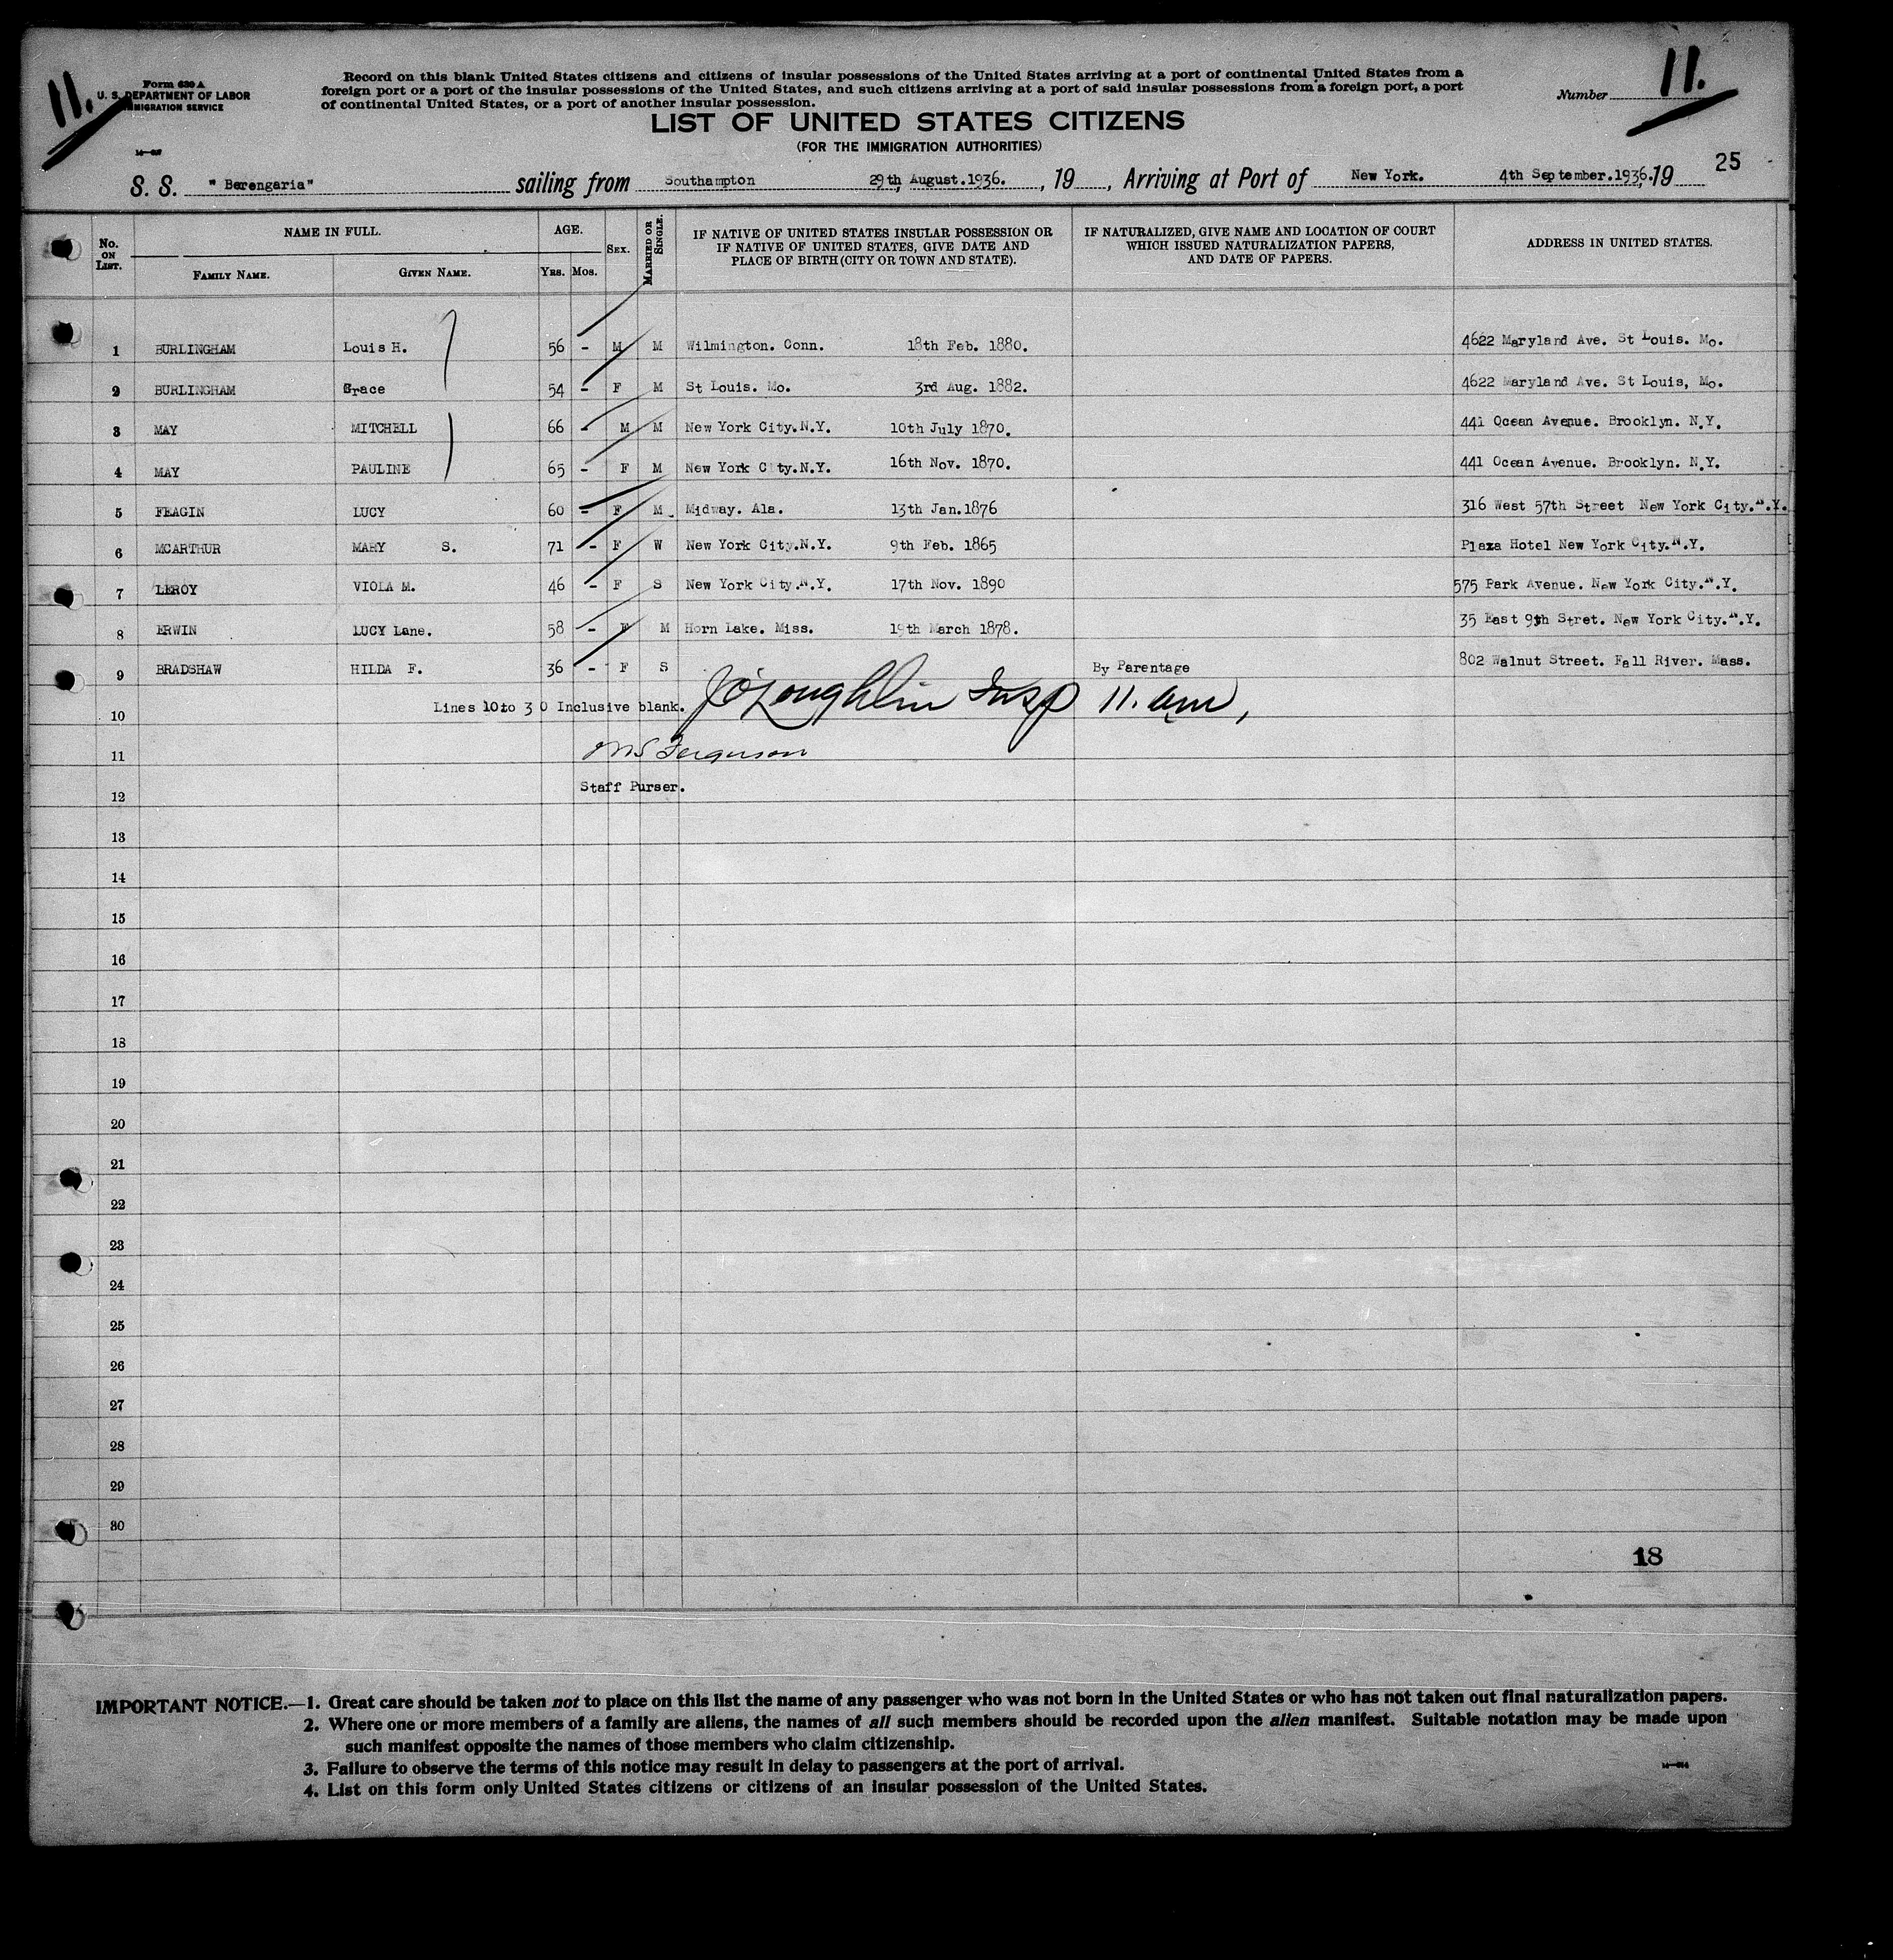 11.
Form 630 A
U. S. DEPARTMENT OF LABOR
IMMIGRATION SERVICE
Record on this blank United States citizens and citizens of insular possessions of the United States arriving at a port of continental United States from a
foreign port or a port of the insular possessions of the United States, and such citizens arriving at a port of said insular possessions from a foreign port, a port
of continental United States, or a port of another insular possession.
Number 11.
LIST OF UNITED STATES CITIZENS
(FOR THE IMMIGRATION AUTHORITIES)
25
S. S. " Berengaria" sailing from Southampton 29th, August.1936. , 19 , Arriving at Port of New York. 4th September.1936. 19
No. ON LIST. NAME IN FULL. AGE. SEX. MARRIED OR SINGLE. IF NATIVE OF UNITED STATES INSULAR POSSESSION OR IF NATIVE OF UNITED STATES, GIVE DATE AND PLACE OF BIRTH (CITY OR TOWN AND STATE). IF NATURALIZED, GIVE NAME AND LOCATION OF COURT WHICH ISSUED NATURALIZATION PAPERS, AND DATE OF PAPERS. ADDRESS IN UNITED STATES.
FAMILY NAME. GIVEN NAME. YRS. MOS.
1 BURLINGHAM Louis H. 56 - M M Wilmington. Conn. 18th Feb. 1880. 4622 Maryland Ave. St Louis. Mo.
2 BURLINGHAM Grace 54 - F M St Louis. Mo. 3rd Aug. 1882. 4622 Maryland Ave. St Louis, Mo.
3 MAY MITCHELL 66 - M M New York City.N.Y. 10th July 1870. 441 Ocean Avenue. Brooklyn. N.Y.
4 MAY PAULINE 65 - F M New York City.N.Y. 16th Nov. 1870. 441 Ocean Avenue. Brooklyn. N.Y.
5 FEAGIN LUCY 60 - F M Midway. Ala. 13th Jan.1876 316 West 57th Street New York City.N.Y.
6 MCARTHUR MARY S. 71 - F W New York City.N.Y. 9th Feb. 1865 Plaza Hotel New York City.N.Y.
7 LEROY VIOLA M. 46 - F S New York City.N.Y. 17th Nov. 1890 575 Park Avenue. New York City.N.Y.
8 ERWIN LUCY Lane. 58 - F M Horn Lake. Miss. 19th March 1878. 35 East 9th Stret. New York City.N.Y.
9 BRADSHAW HILDA F. 36 - F S By Parentage 802 Walnut Street. Fall River. Mass.
10 Lines 10to 30 Inclusive blank. J O'Loughlin Insp 11. am,
11 Ferguson
12 Staff Purser.
13
14
15
16
17
18
19
20
21
22
23
24
25
26
27
28
29
30
18
IMPORTANT NOTICE.—1. Great care should be taken not to place on this list the name of any passenger who was not born in the United States or who has not taken out final naturalization papers.
2. Where one or more members of a family are aliens, the names of all such members should be recorded upon the alien manifest. Suitable notation may be made upon
such manifest opposite the names of those members who claim citizenship.
3. Failure to observe the terms of this notice may result in delay to passengers at the port of arrival.
4. List on this form only United States citizens or citizens of an insular possession of the United States.